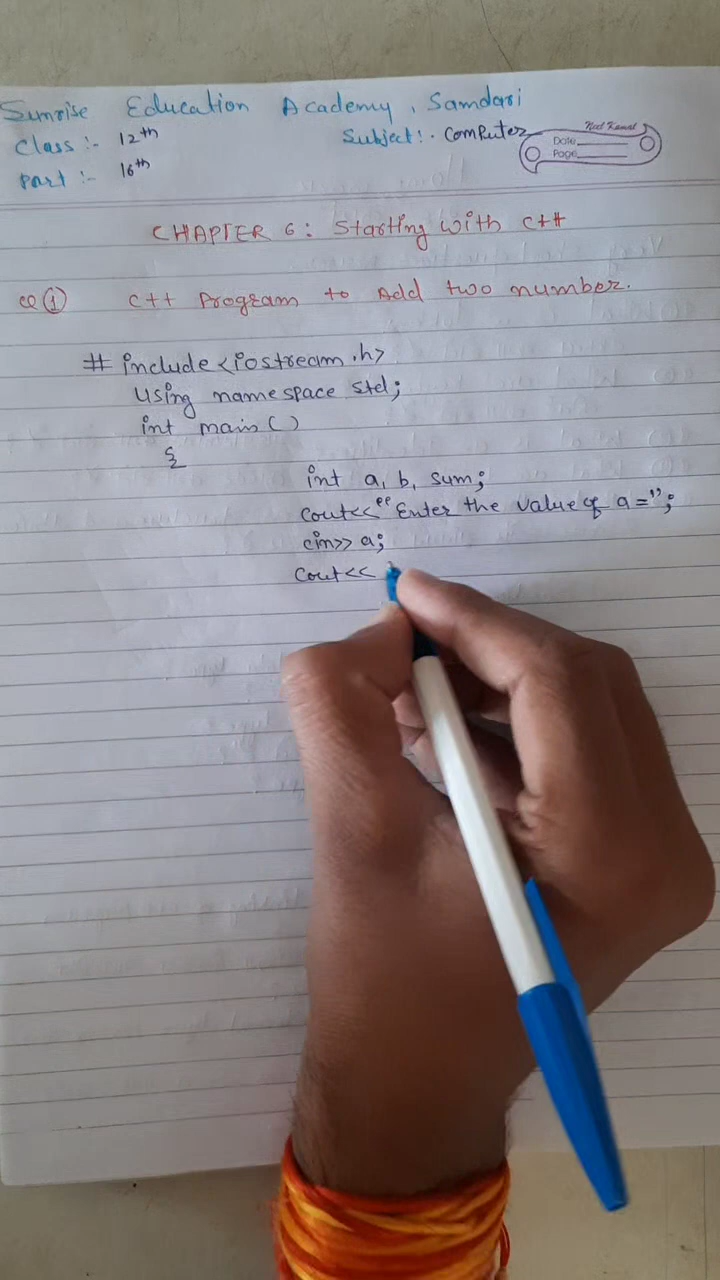 Sunrise Education Academy, Samdari
Class :- 12th
Subject :- Computer
Neel Kamal
Date
Page
Part :- 16th
CHAPTER 6: Starting with C++
Q(1) C++ Program to Add two number.
# include<iostream.h>
Using namespace std;
int main()
{
int a, b, sum;
cout<<"Enter the value of a =";
cin>> a;
cout<<